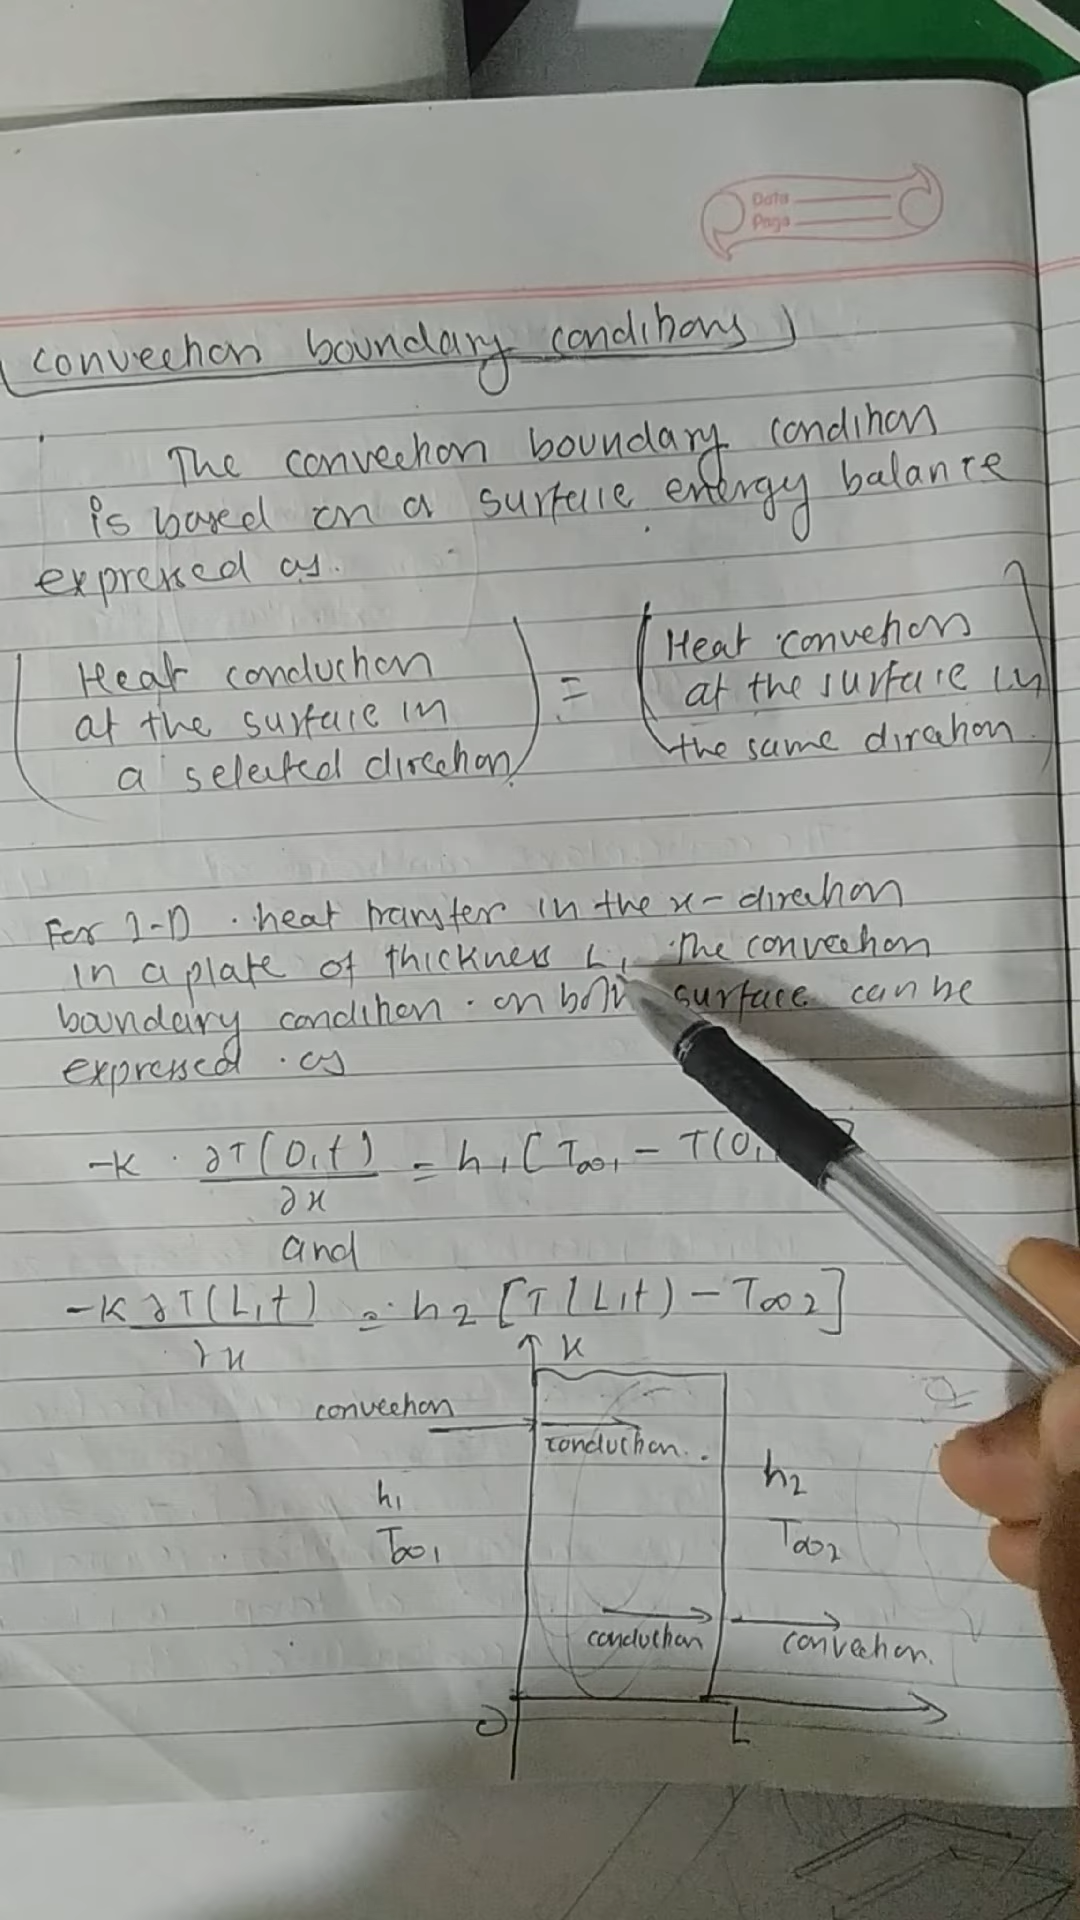 Data
Page
convection boundary conditions
The convection boundary condition
is based on a surface energy balance
expressed as.
Heat conduction
at the surface in
a selected direction
=
Heat convetion
at the surface in
the same diration
For 1-D heat transfer in the x-direction
in a plate of thickness L, The convection
boundary condition on both surface can be
expressed as
-K ∂T(0,t)/∂x = h1[T∞1 - T(0,
and
-K ∂T(L,t)/∂x = h2[T(L,t) - T∞2]
x
convection
conduction
h1
T∞1
h2
T∞2
conduction
convection
0
L